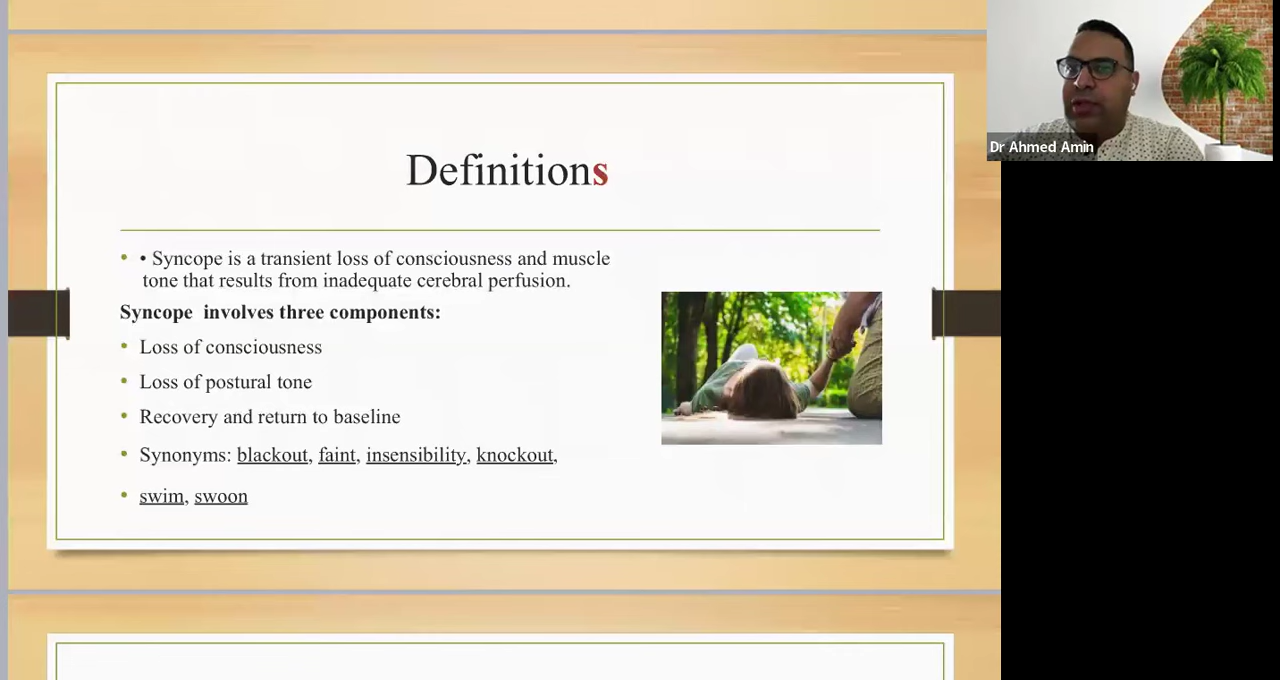 Definitions
• • Syncope is a transient loss of consciousness and muscle
tone that results from inadequate cerebral perfusion.
Syncope  involves three components:
• Loss of consciousness
• Loss of postural tone
• Recovery and return to baseline
• Synonyms: blackout, faint, insensibility, knockout,
• swim, swoon
Dr Ahmed Amin